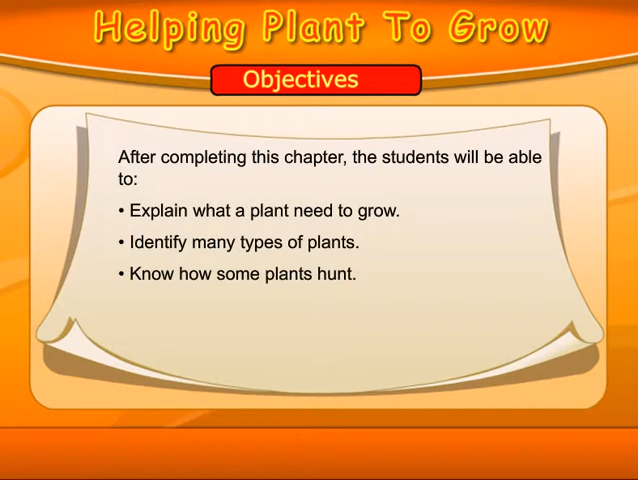 Helping Plant To Grow
Objectives
After completing this chapter, the students will be able
to:
• Explain what a plant need to grow.
• Identify many types of plants.
• Know how some plants hunt.